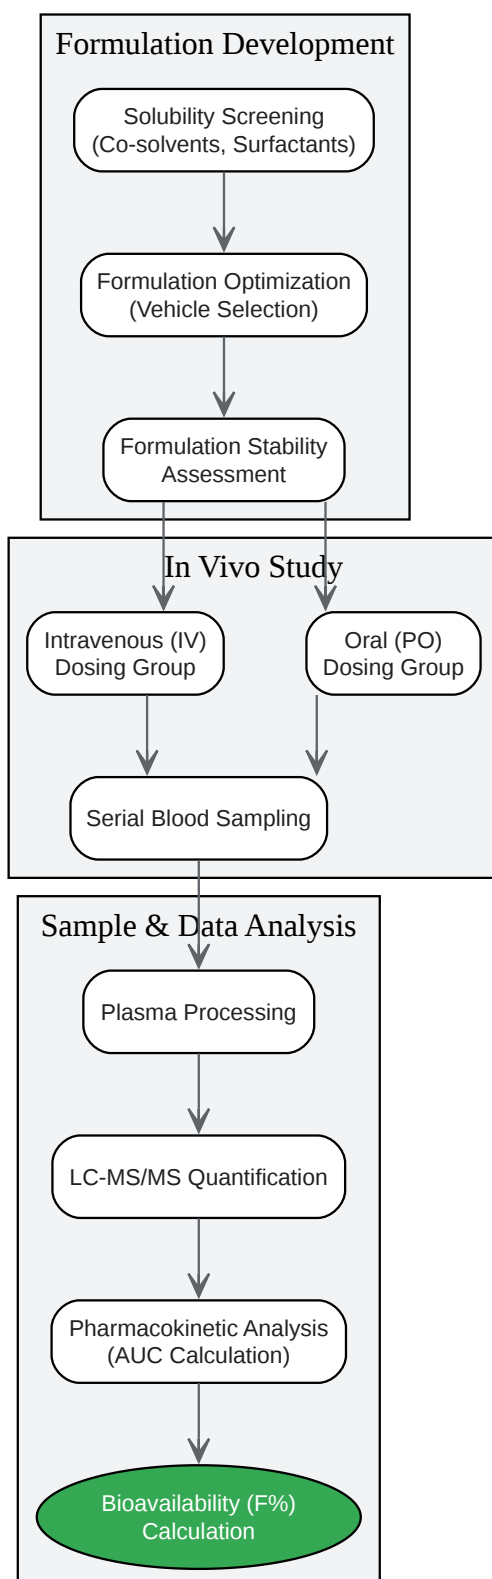 Formulation Development
Solubility Screening
(Co-solvents, Surfactants)
Formulation Optimization
(Vehicle Selection)
Formulation Stability
Assessment
In Vivo Study
Intravenous (IV)
Dosing Group
Oral (PO)
Dosing Group
Serial Blood Sampling
Sample & Data Analysis
Plasma Processing
LC-MS/MS Quantification
Pharmacokinetic Analysis
(AUC Calculation)
Bioavailability (F%)
Calculation